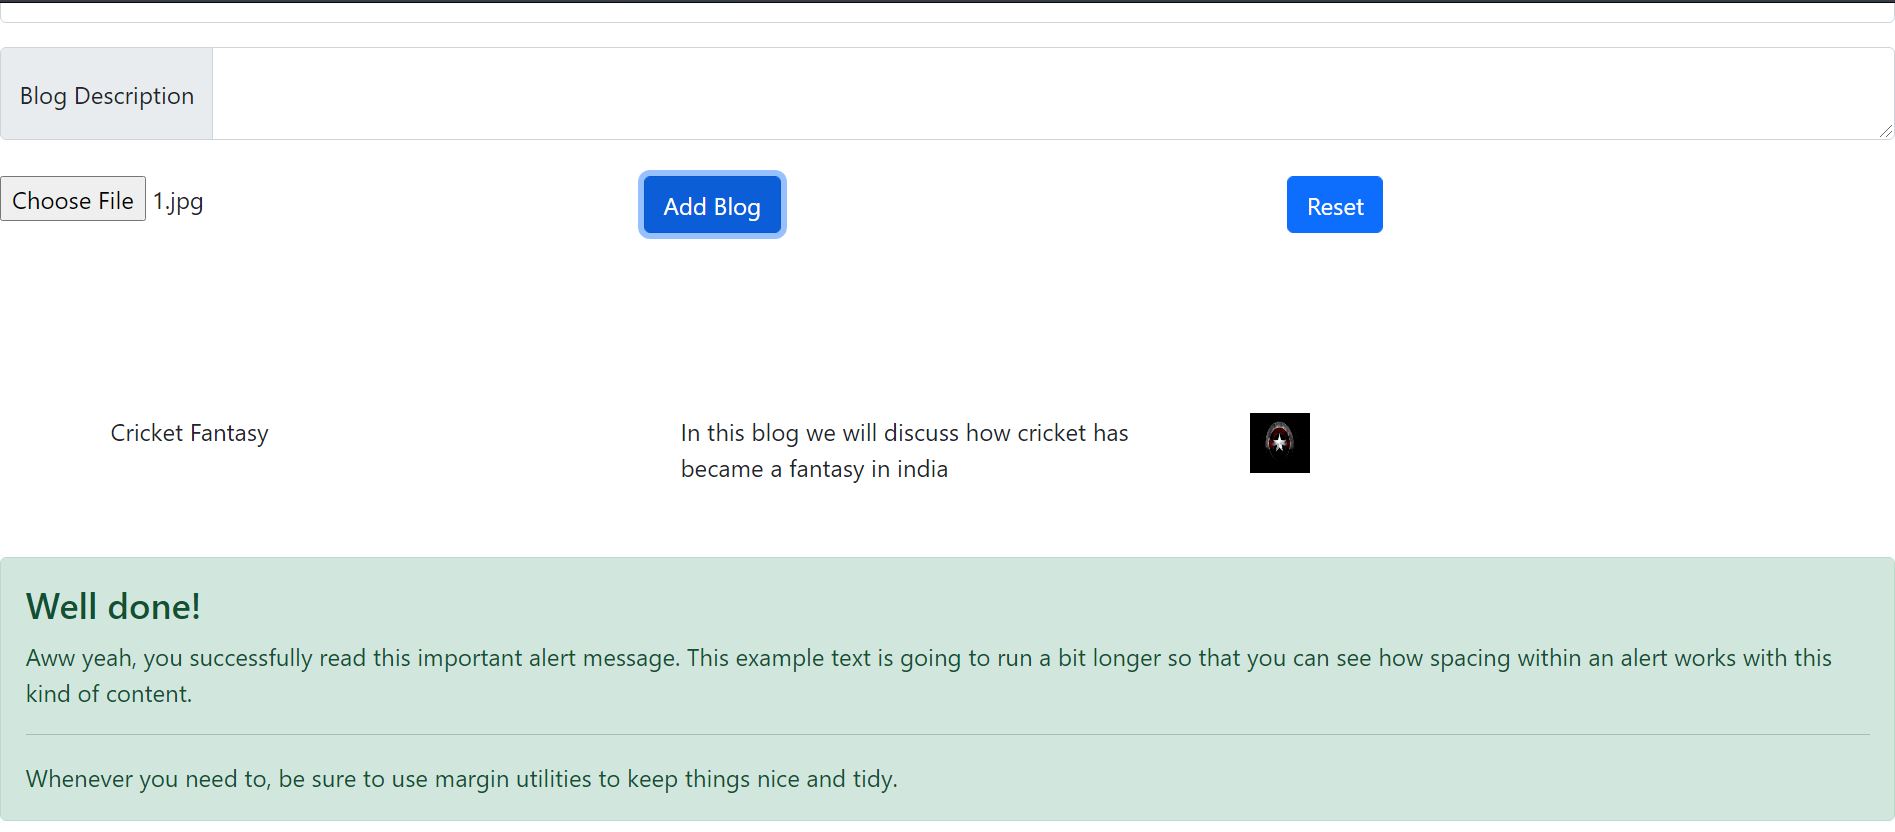 Blog Description
Choose File 1.jpg
Add Blog
Reset
Cricket Fantasy
In this blog we will discuss how cricket has
became a fantasy in india
Well done!
Aww yeah, you successfully read this important alert message. This example text is going to run a bit longer so that you can see how spacing within an alert works with this
kind of content.
Whenever you need to, be sure to use margin utilities to keep things nice and tidy.